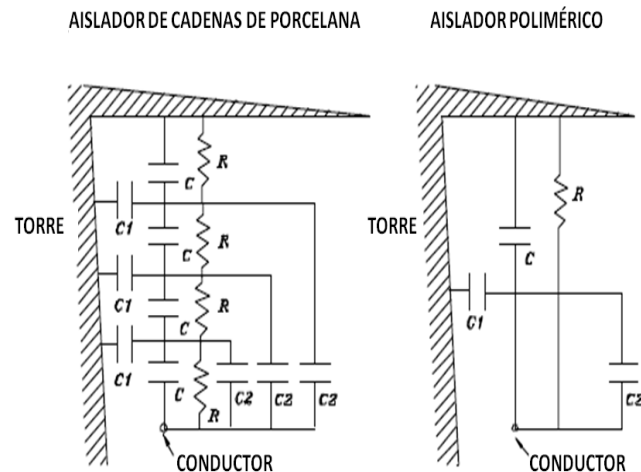 AISLADOR DE CADENAS DE PORCELANA
AISLADOR POLIMÉRICO
R
C
C1
TORRE
R
C
C1
R
C
C1
C
R
C2
C2
C2
CONDUCTOR
R
TORRE
C
C1
C2
CONDUCTOR